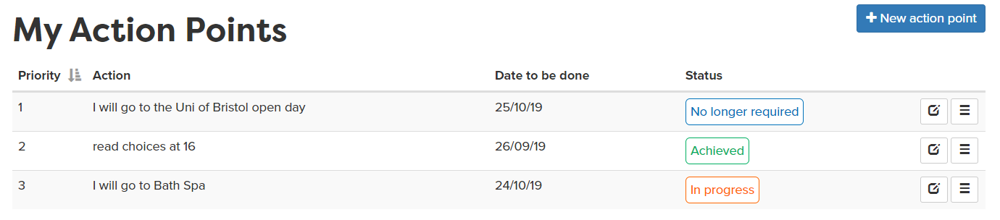 My Action Points
+ New action point
Priority Action Date to be done Status
1 I will go to the Uni of Bristol open day 25/10/19 No longer required
2 read choices at 16 26/09/19 Achieved
3 I will go to Bath Spa 24/10/19 In progress